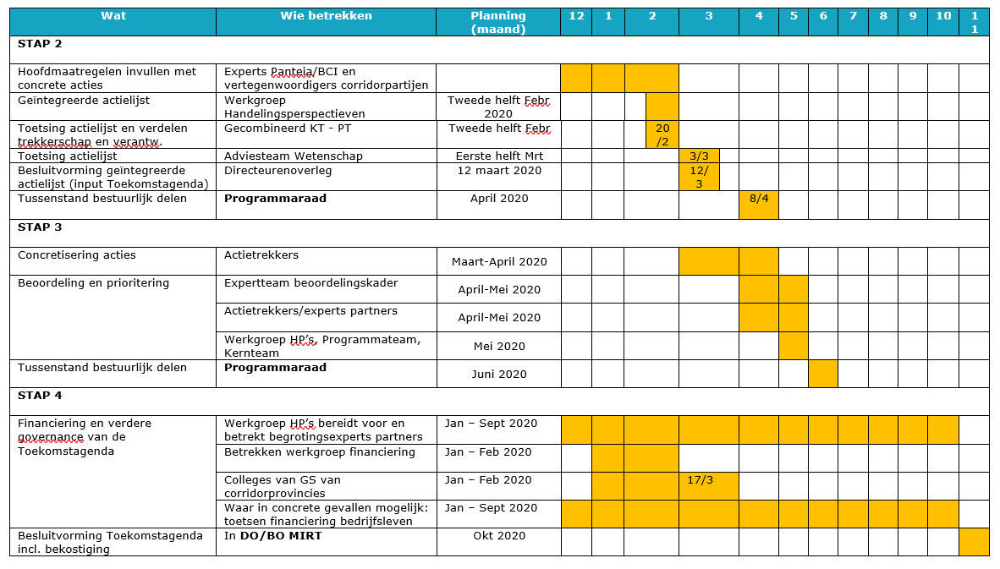 Wat Wie betrekken Planning (maand) 12 1 2 3 4 5 6 7 8 9 10 11
STAP 2
Hoofdmaatregelen invullen met
concrete acties
Experts Panteia/BCI en
vertegenwoordigers corridorpartijen
Geïntegreerde actielijst
Werkgroep
Handelingsperspectieven
Tweede helft Febr
2020
Toetsing actielijst en verdelen
trekkerschap en verantw.
Gecombineerd KT - PT
Tweede helft Febr
20
/2
Toetsing actielijst
Adviesteam Wetenschap
Eerste helft Mrt
3/3
Besluitvorming geïntegreerde
actielijst (input Toekomstagenda)
Directeurenoverleg
12 maart 2020
12/
3
Tussenstand bestuurlijk delen
Programmaraad
April 2020
8/4
STAP 3
Concretisering acties
Actietrekkers
Maart-April 2020
Beoordeling en prioritering
Expertteam beoordelingskader
April-Mei 2020
Actietrekkers/experts partners
April-Mei 2020
Werkgroep HP’s, Programmateam,
Kernteam
Mei 2020
Tussenstand bestuurlijk delen
Programmaraad
Juni 2020
STAP 4
Financiering en verdere
governance van de
Toekomstagenda
Werkgroep HP’s bereidt voor en
betrekt begrotingsexperts partners
Jan – Sept 2020
Betrekken werkgroep financiering
Jan – Feb 2020
Colleges van GS van
corridorprovincies
Jan – Feb 2020
17/3
Waar in concrete gevallen mogelijk:
toetsen financiering bedrijfsleven
Jan – Sept 2020
Besluitvorming Toekomstagenda
incl. bekostiging
In DO/BO MIRT
Okt 2020